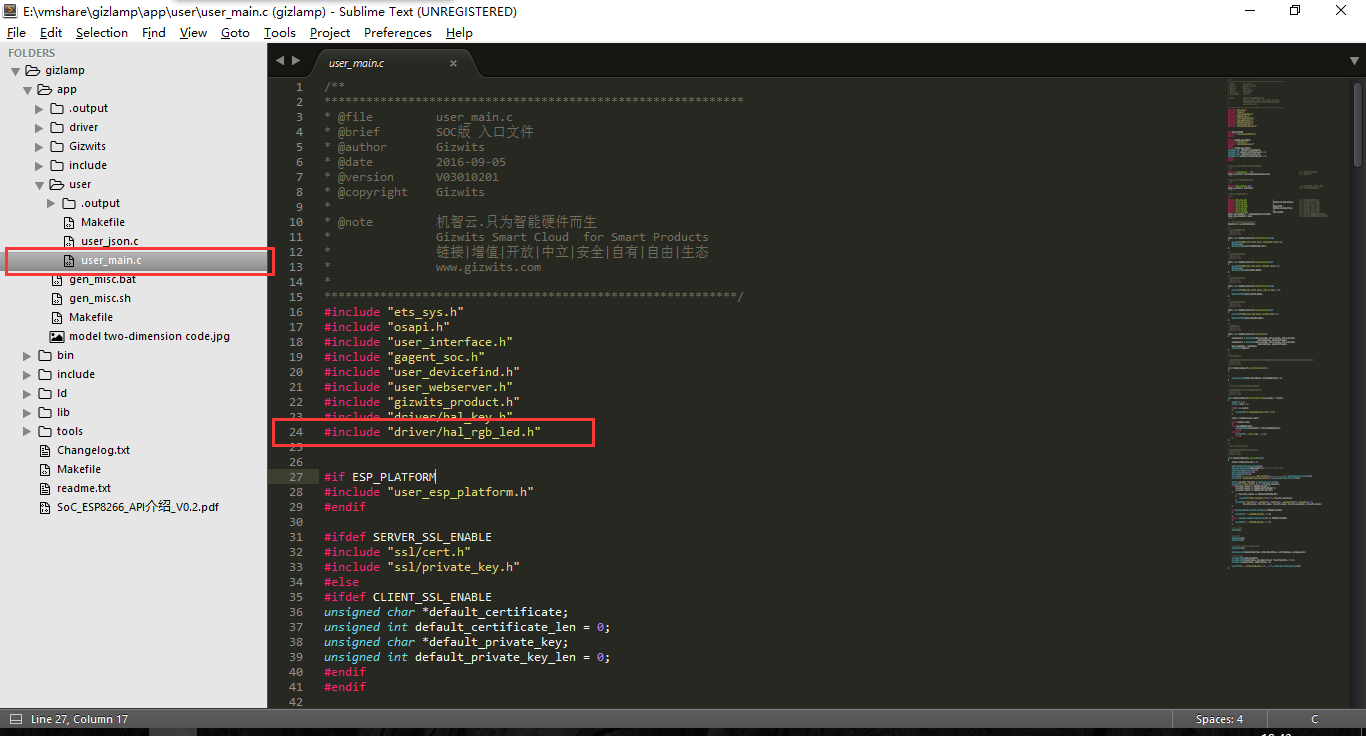 E:\vmshare\gizlamp\app\user\user_main.c (gizlamp) - Sublime Text (UNREGISTERED)
File Edit Selection Find View Goto Tools Project Preferences Help
FOLDERS
gizlamp
app
.output
driver
Gizwits
include
user
.output
Makefile
user_json.c
user_main.c
gen_misc.bat
gen_misc.sh
Makefile
model two-dimension code.jpg
bin
include
ld
lib
tools
Changelog.txt
Makefile
readme.txt
SoC_ESP8266_API介绍_V0.2.pdf
user_main.c ×
1 /**
2 ************************************************************
3 * @file user_main.c
4 * @brief SOC版 入口文件
5 * @author Gizwits
6 * @date 2016-09-05
7 * @version V03010201
8 * @copyright Gizwits
9 *
10 * @note 机智云.只为智能硬件而生
11 * Gizwits Smart Cloud for Smart Products
12 * 链接|增值|开放|中立|安全|自有|自由|生态
13 * www.gizwits.com
14 *
15 ***********************************************************/
16 #include "ets_sys.h"
17 #include "osapi.h"
18 #include "user_interface.h"
19 #include "gagent_soc.h"
20 #include "user_devicefind.h"
21 #include "user_webserver.h"
22 #include "gizwits_product.h"
23 #include "driver/hal_key.h"
24 #include "driver/hal_rgb_led.h"
25
26
27 #if ESP_PLATFORM
28 #include "user_esp_platform.h"
29 #endif
30
31 #ifdef SERVER_SSL_ENABLE
32 #include "ssl/cert.h"
33 #include "ssl/private_key.h"
34 #else
35 #ifdef CLIENT_SSL_ENABLE
36 unsigned char *default_certificate;
37 unsigned int default_certificate_len = 0;
38 unsigned char *default_private_key;
39 unsigned int default_private_key_len = 0;
40 #endif
41 #endif
42
Line 27, Column 17 Spaces: 4 C